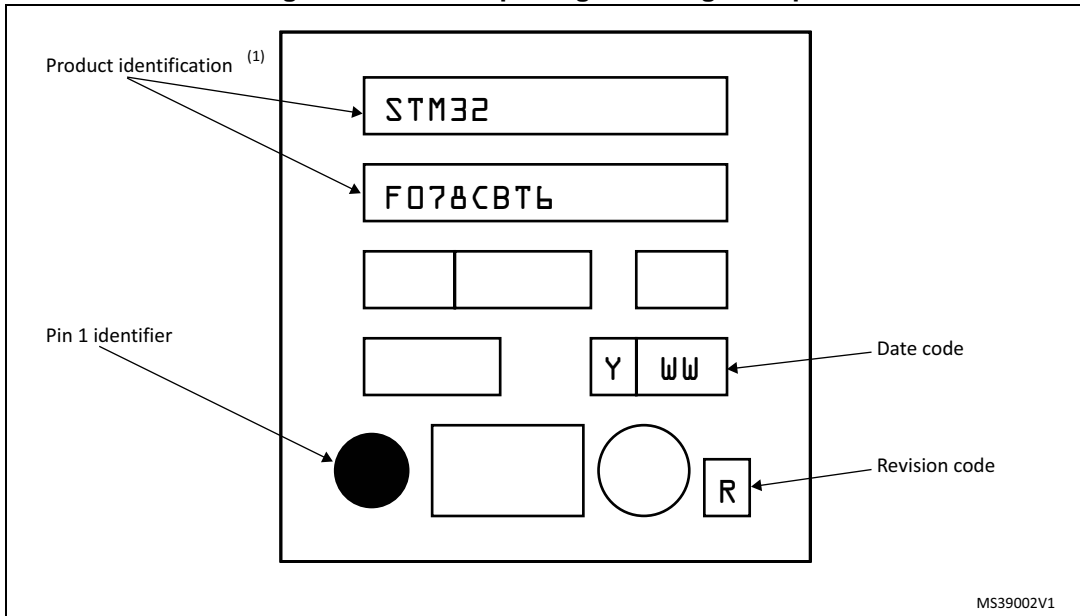 Product identification (1)
STM32
F078CBT6
Pin 1 identifier
Y WW
Date code
Revision code
R
MS39002V1